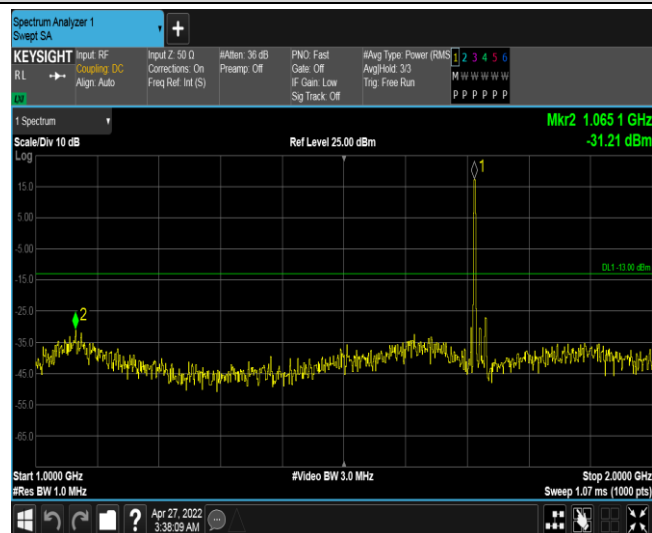 Spectrum Analyzer 1
Swept SA
KEYSIGHT
RL
Input: RF
Coupling: DC
Align: Auto
Input Z: 50 Ω
Corrections: On
Freq Ref: Int (S)
#Atten: 36 dB
Preamp: Off
PNO: Fast
Gate: Off
IF Gain: Low
Sig Track: Off
#Avg Type: Power (RMS
Avg|Hold: 3/3
Trig: Free Run
1 2 3 4 5 6
M W W W W W
P P P P P P
1 Spectrum
Mkr2 1.065 1 GHz
Scale/Div 10 dB
Ref Level 25.00 dBm
-31.21 dBm
Log
1
15.0
5.00
-5.00
DL1 -13.00 dBm
-15.0
-25.0
2
-35.0
-45.0
-55.0
-65.0
Start 1.0000 GHz
#Video BW 3.0 MHz
Stop 2.0000 GHz
#Res BW 1.0 MHz
Sweep 1.07 ms (1000 pts)
?
Apr 27, 2022
3:38:09 AM